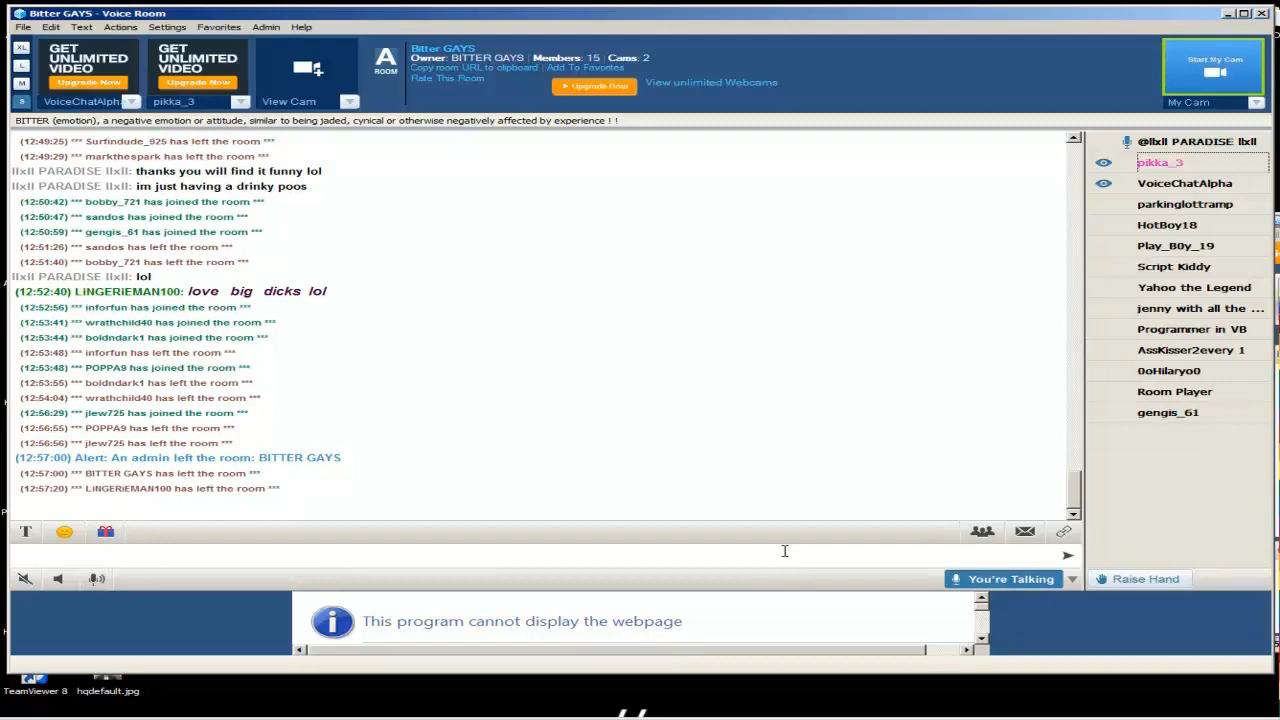 Bitter GAYS - Voice Room
File Edit Text Actions Settings Favorites Admin Help
XL
L
M
S
GET UNLIMITED VIDEO
Upgrade Now
VoiceChatAlph
GET UNLIMITED VIDEO
Upgrade Now
pikka_3
View Cam
A
ROOM
Bitter GAYS
Owner: BITTER GAYS | Members: 15 | Cams: 2
Copy room URL to clipboard | Add To Favorites
Rate This Room
Upgrade Now
View unlimited Webcams
Start My Cam
My Cam
BITTER (emotion), a negative emotion or attitude, similar to being jaded, cynical or otherwise negatively affected by experience ! !
(12:49:25) *** Surfindude_925 has left the room ***
(12:49:29) *** markthespark has left the room ***
llxll PARADISE llxll: thanks you will find it funny lol
llxll PARADISE llxll: im just having a drinky poos
(12:50:42) *** bobby_721 has joined the room ***
(12:50:47) *** sandos has joined the room ***
(12:50:59) *** gengis_61 has joined the room ***
(12:51:26) *** sandos has left the room ***
(12:51:40) *** bobby_721 has left the room ***
llxll PARADISE llxll: lol
(12:52:40) LiNGERiEMAN100: love big dicks lol
(12:52:56) *** inforfun has joined the room ***
(12:53:41) *** wrathchild40 has joined the room ***
(12:53:44) *** boldndark1 has joined the room ***
(12:53:48) *** inforfun has left the room ***
(12:53:48) *** POPPA9 has joined the room ***
(12:53:55) *** boldndark1 has left the room ***
(12:54:04) *** wrathchild40 has left the room ***
(12:56:29) *** jlew725 has joined the room ***
(12:56:55) *** POPPA9 has left the room ***
(12:56:56) *** jlew725 has left the room ***
(12:57:00) Alert: An admin left the room: BITTER GAYS
(12:57:00) *** BITTER GAYS has left the room ***
(12:57:20) *** LiNGERiEMAN100 has left the room ***
@llxll PARADISE llxll
pikka_3
VoiceChatAlpha
parkinglottramp
HotBoy18
Play_B0y_19
Script Kiddy
Yahoo the Legend
jenny with all the ...
Programmer in VB
AssKisser2every 1
0oHilaryo0
Room Player
gengis_61
T
You're Talking
Raise Hand
This program cannot display the webpage
TeamViewer 8
hqdefault.jpg